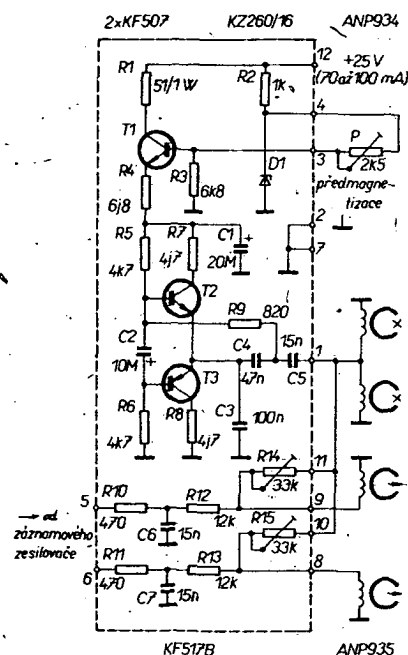 2xKF507 KZ260/16 ANP934
R1
51/1W
R2
1k
12
+25V
(70až 100 mA)
4
T1
P
3
2k5
D1
R3
6k8
předmagne-
tizace
R4
6j8
2
7
R5
4k7
R7
4j7
C1
+
20M
T2
R9
820
C2
10M
+
C4
47n
15n
C5
1
T3
R6
4k7
R8
4j7
C3
100n
R14
33k
11
5
R10
470
R12
12k
9
→ od
záznamového
zesilovače
C6
15n
R15
33k
10
6
R11
470
R13
12k
8
C7
15n
KF517B ANP935